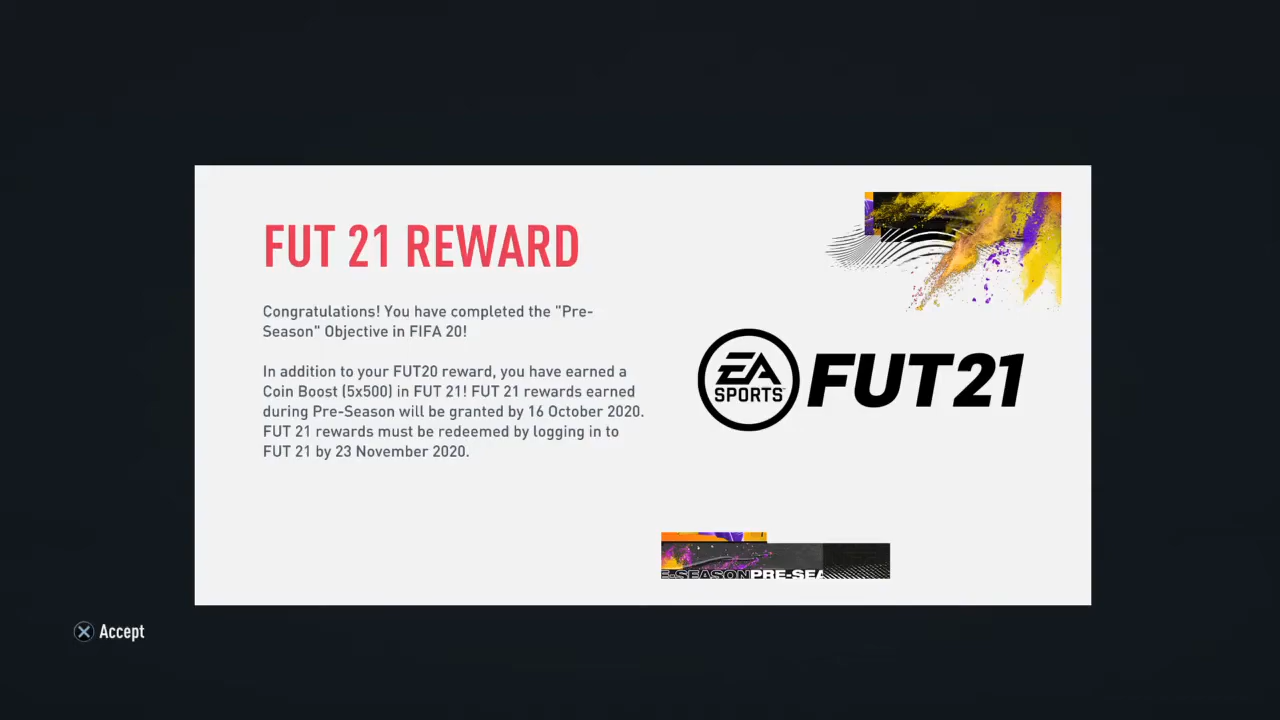 FUT 21 REWARD
Congratulations! You have completed the "Pre-
Season" Objective in FIFA 20!
In addition to your FUT20 reward, you have earned a
Coin Boost (5x500) in FUT 21! FUT 21 rewards earned
during Pre-Season will be granted by 16 October 2020.
FUT 21 rewards must be redeemed by logging in to
FUT 21 by 23 November 2020.
EA
SPORTS
FUT21
E-SEASON PRE-SEA
Accept